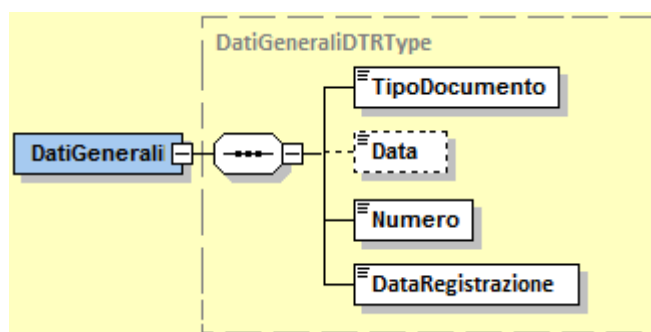 DatiGeneraliDTRType
TipoDocumento
DatiGenerali
Data
Numero
DataRegistrazione